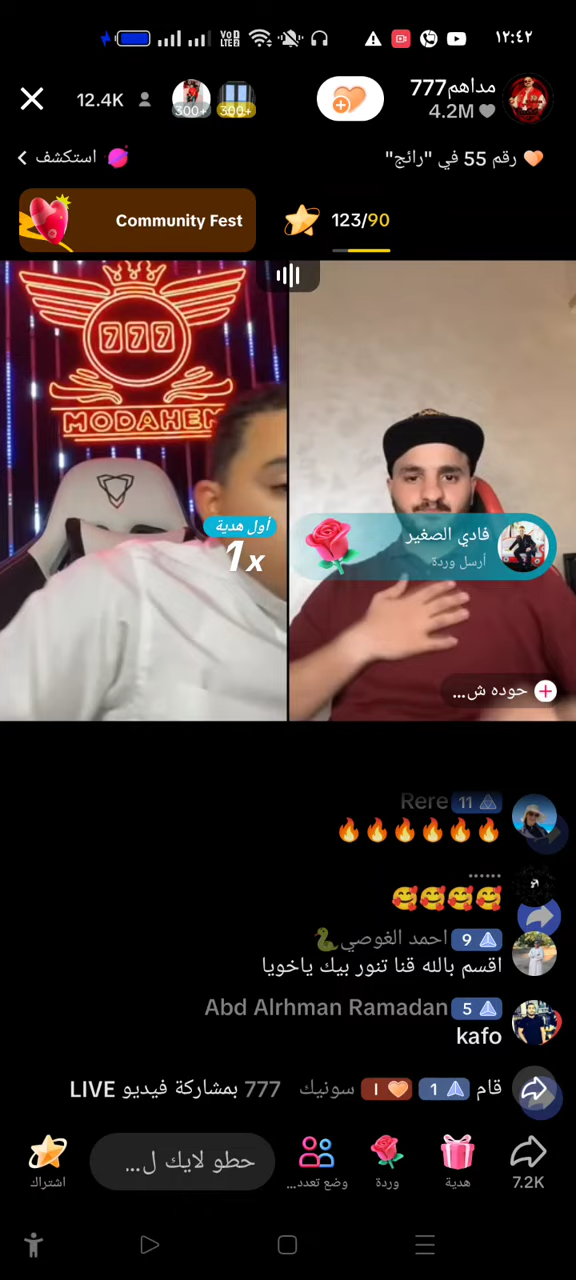 ١٢:٤٢
VoD
LTE2
مداهم777
4.2M
12.4K
300+
300+
رقم 55 في "رائج"
استكشف
Community Fest
123/90
777
MODAHEM
أول هدية
1x
فادي الصغير
أرسل وردة
حوده ش...
Rere 11
......
احمد الغوصي 9
اقسم بالله قنا تنور بيك ياخويا
Abd Alrhman Ramadan 5
kafo
قام 1 I سونيك 777 بمشاركة فيديو LIVE
حطو لايك ل...
اشتراك
وضع تعدد...
وردة
هدية
7.2K